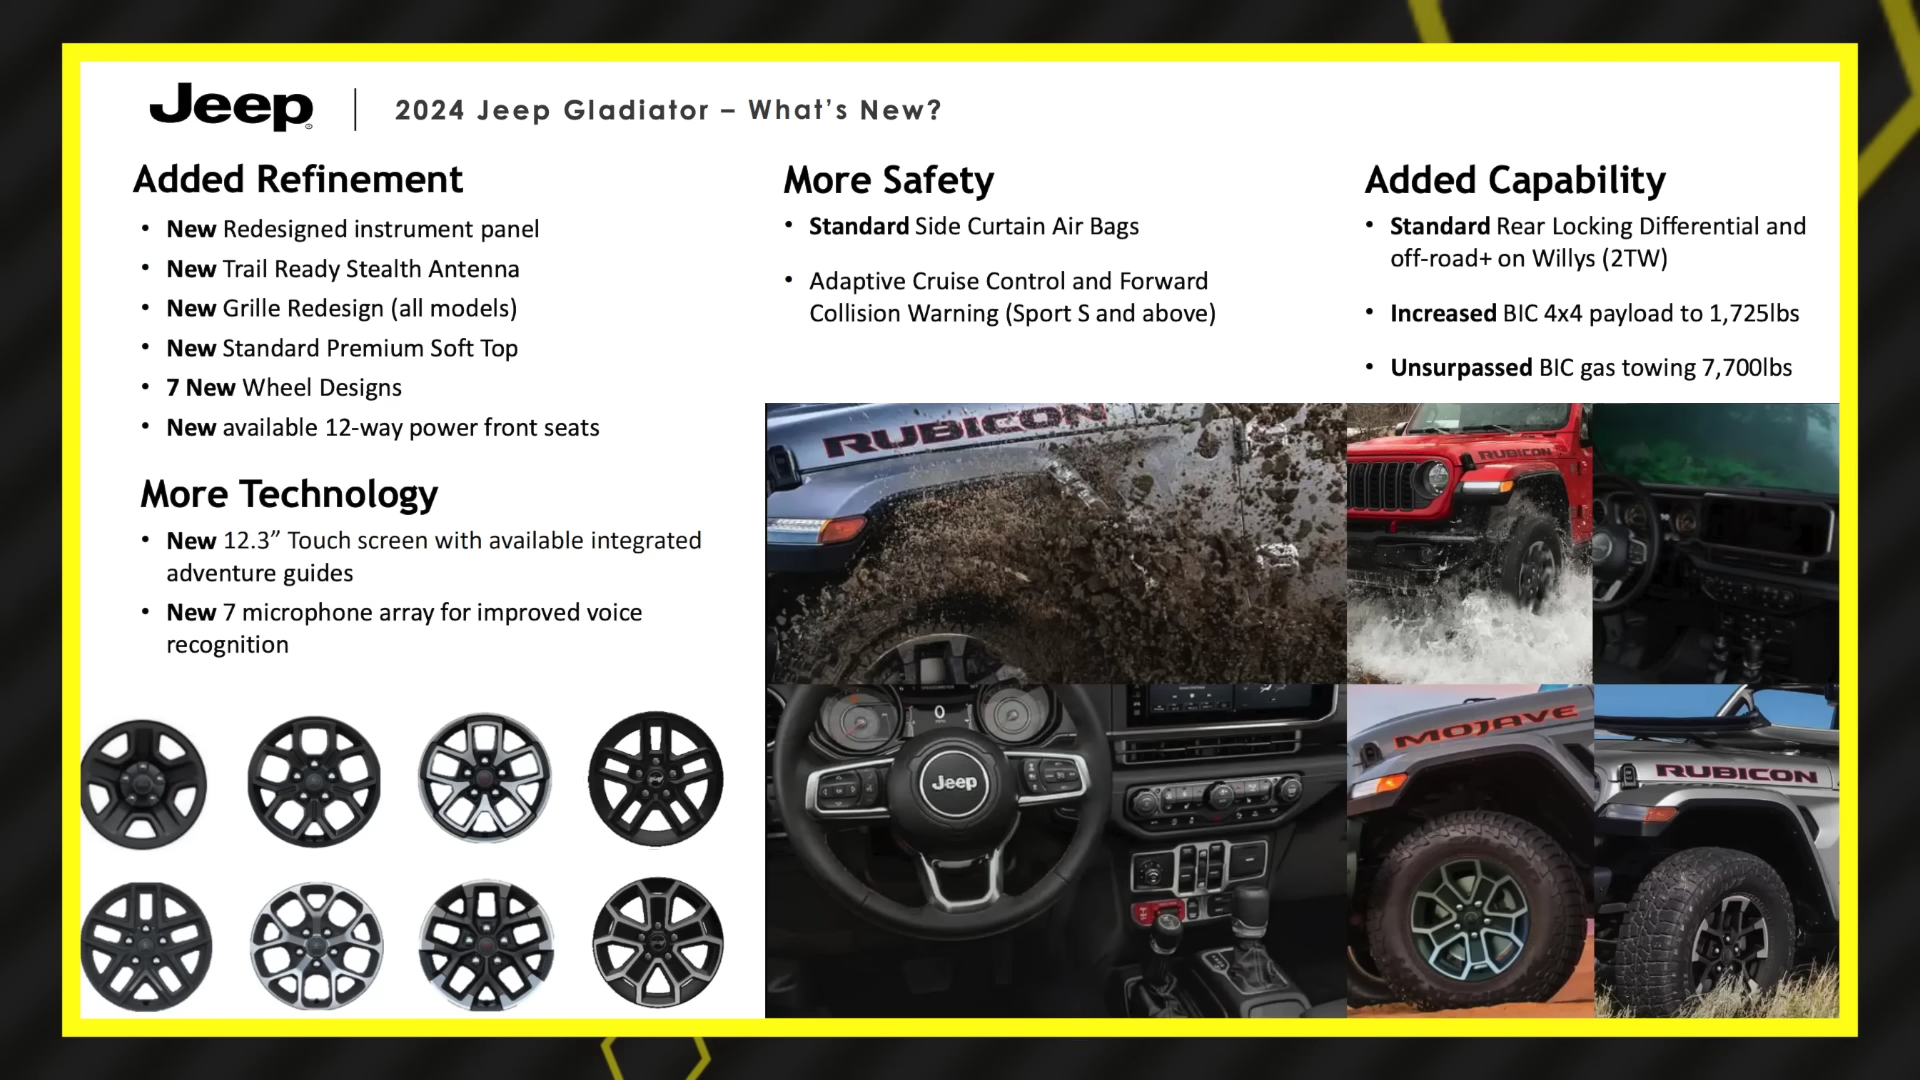 Jeep
2024 Jeep Gladiator – What's New?
Added Refinement
• New Redesigned instrument panel
• New Trail Ready Stealth Antenna
• New Grille Redesign (all models)
• New Standard Premium Soft Top
• 7 New Wheel Designs
• New available 12-way power front seats
More Technology
• New 12.3” Touch screen with available integrated
adventure guides
• New 7 microphone array for improved voice
recognition
More Safety
• Standard Side Curtain Air Bags
• Adaptive Cruise Control and Forward
Collision Warning (Sport S and above)
Added Capability
• Standard Rear Locking Differential and
off-road+ on Willys (2TW)
• Increased BIC 4x4 payload to 1,725lbs
• Unsurpassed BIC gas towing 7,700lbs
RUBICON
RUBICON
0
Jeep
MOJAVE
RUBICON